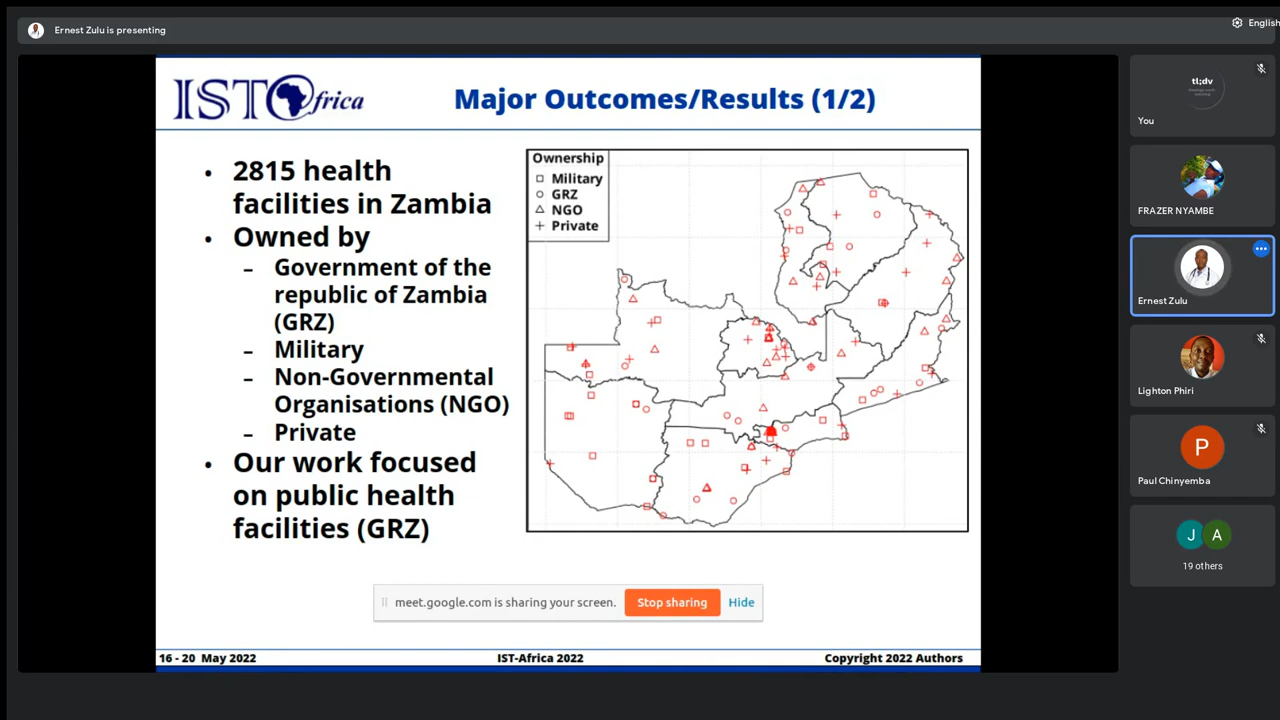 Ernest Zulu is presenting
English
IST Africa
Major Outcomes/Results (1/2)
• 2815 health
facilities in Zambia
• Owned by
– Government of the
republic of Zambia
(GRZ)
– Military
– Non-Governmental
Organisations (NGO)
– Private
• Our work focused
on public health
facilities (GRZ)
Ownership
Military
GRZ
NGO
Private
meet.google.com is sharing your screen.
Stop sharing
Hide
16 - 20 May 2022
IST-Africa 2022
Copyright 2022 Authors
tl;dv
You
FRAZER NYAMBE
Ernest Zulu
Lighton Phiri
P
Paul Chinyemba
J
A
19 others